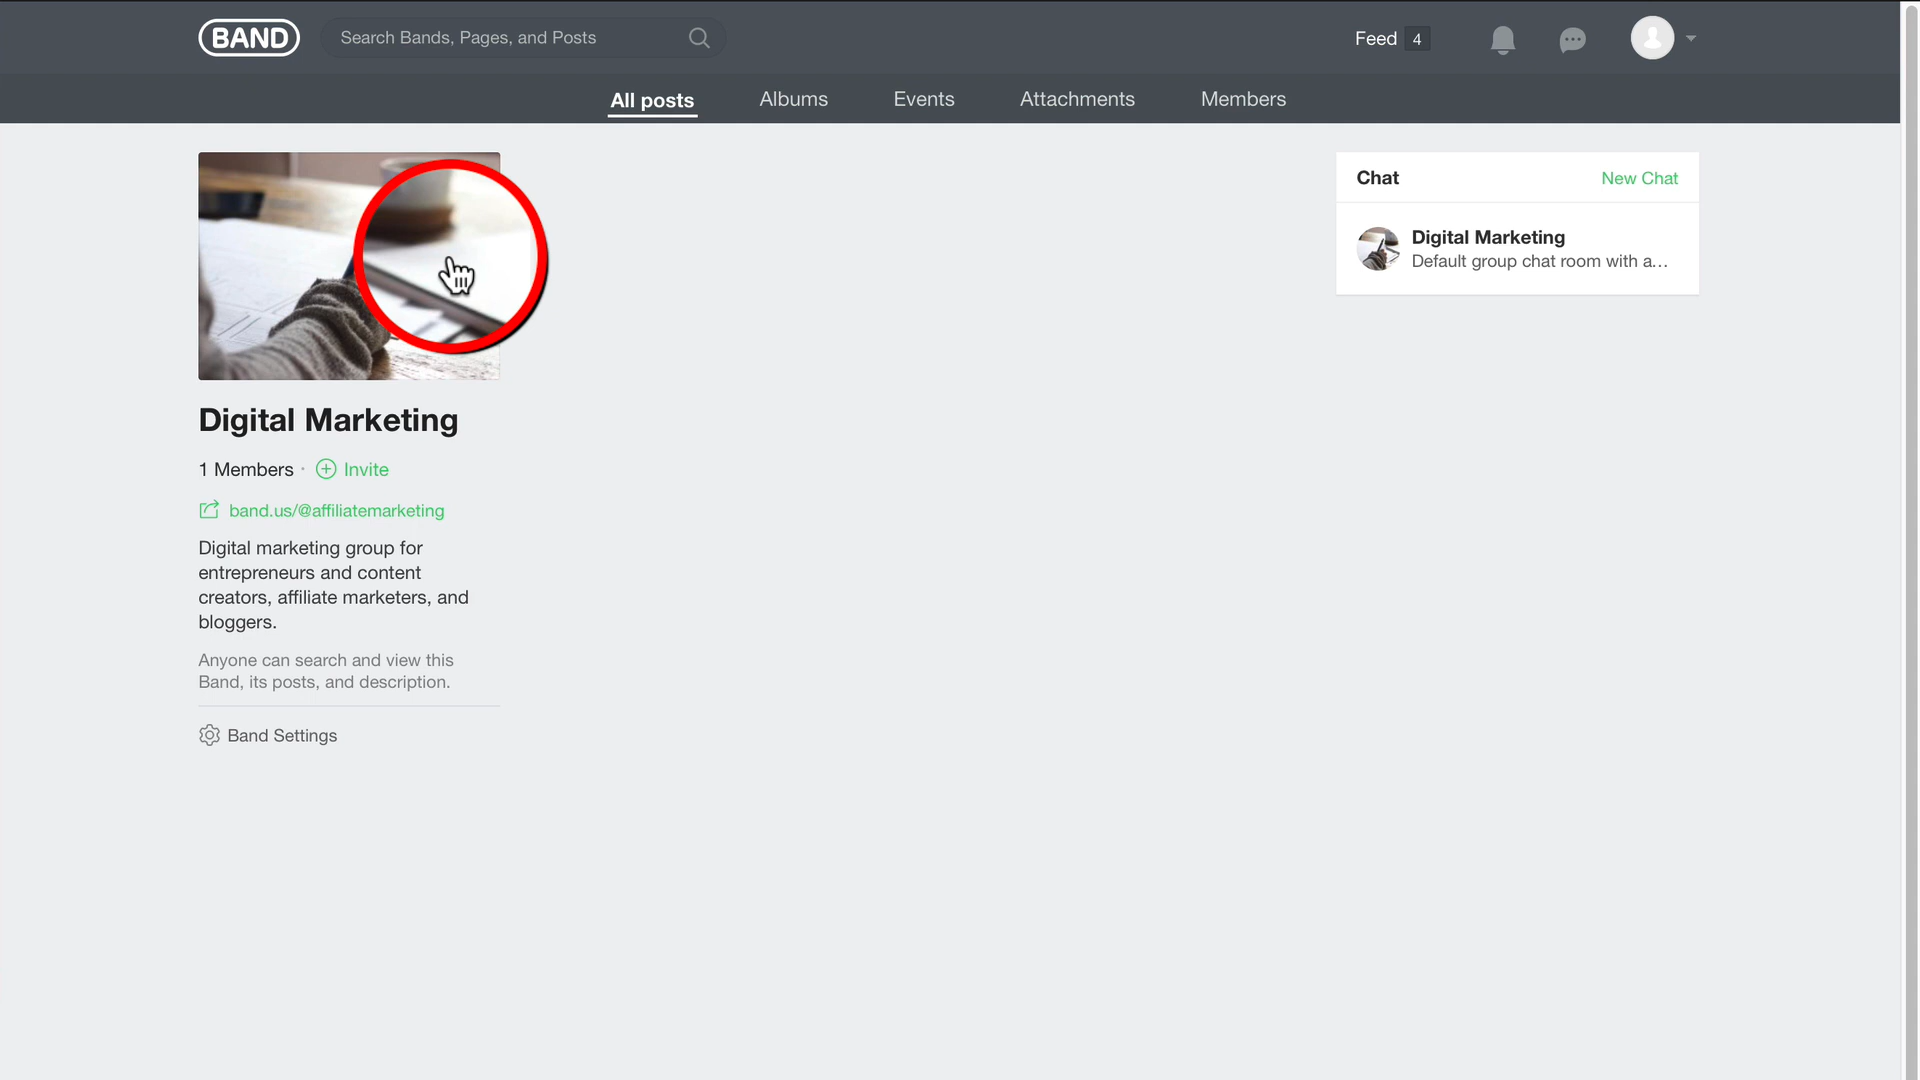 BAND
Search Bands, Pages, and Posts
Feed 4
All posts
Albums
Events
Attachments
Members
Digital Marketing
1 Members · Invite
band.us/@affiliatemarketing
Digital marketing group for
entrepreneurs and content
creators, affiliate marketers, and
bloggers.
Anyone can search and view this
Band, its posts, and description.
Band Settings
Chat
New Chat
Digital Marketing
Default group chat room with a...